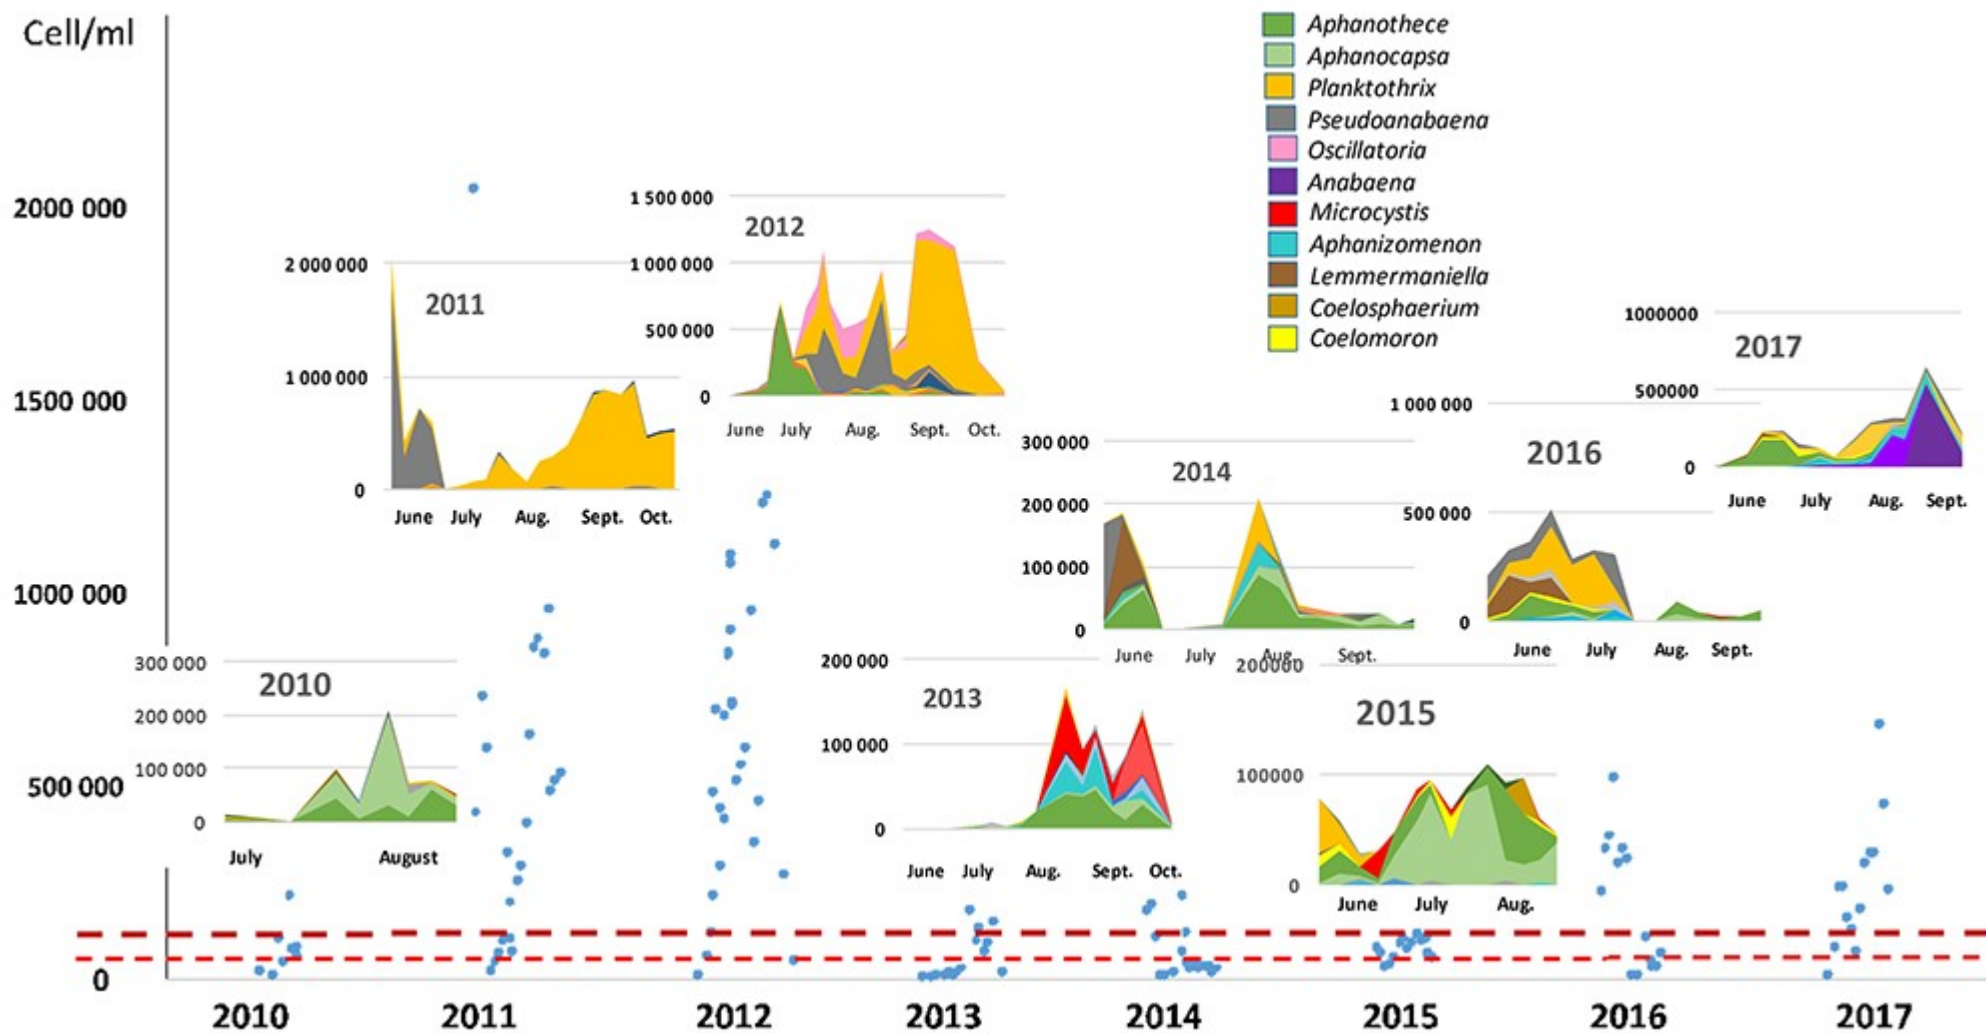 Cell/ml
2000 000
1500 000
1000 000
500 000
0
2010
2011
2012
2013
2014
2015
2016
2017
Aphanothece
Aphanocapsa
Planktothrix
Pseudoanabaena
Oscillatoria
Anabaena
Microcystis
Aphanizomenon
Lemmermaniella
Coelosphaerium
Coelomoron
2010
300 000
200 000
100 000
0
July August
2011
2 000 000
1 000 000
0
June July Aug. Sept. Oct.
2012
1 500 000
1 000 000
500 000
0
June July Aug. Sept. Oct.
2013
200 000
100 000
0
June July Aug. Sept. Oct.
2014
300 000
200 000
100 000
0
June July Aug. Sept.
2015
200000
100000
0
June July Aug.
2016
1 000 000
500 000
0
June July Aug. Sept.
2017
1000000
500000
0
June July Aug. Sept.